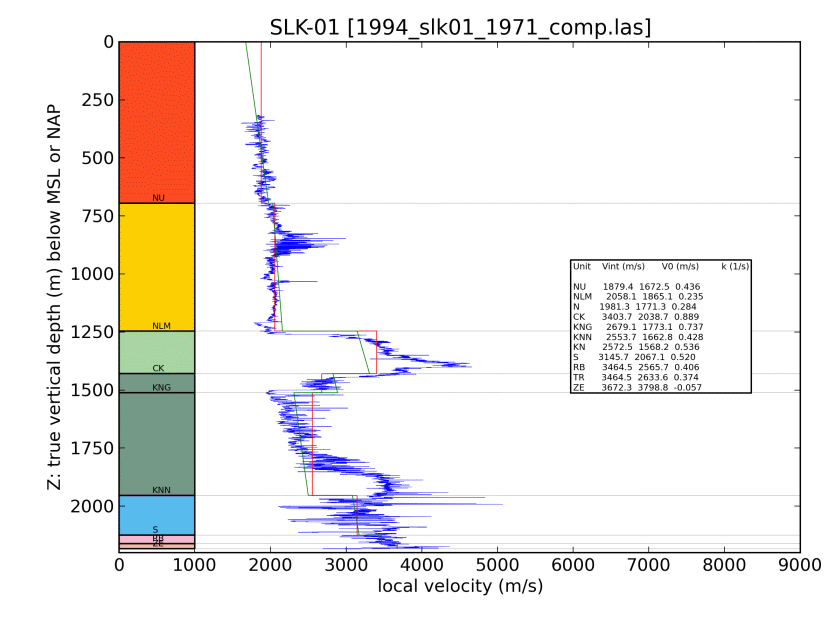 SLK-01 [1994_slk01_1971_comp.las]
Z: true vertical depth (m) below MSL or NAP
0
250
500
750
1000
1250
1500
1750
2000
NU
NLM
CK
KNG
KNN
S
RB
ZE
Unit Vint (m/s) V0 (m/s) k (1/s)
NU 1879.4 1672.5 0.436
NLM 2058.1 1865.1 0.235
N 1981.3 1771.3 0.284
CK 3403.7 2038.7 0.889
KNG 2679.1 1773.1 0.737
KNN 2553.7 1662.8 0.428
KN 2572.5 1568.2 0.536
S 3145.7 2067.1 0.520
RB 3464.5 2565.7 0.406
TR 3464.5 2633.6 0.374
ZE 3672.3 3798.8 -0.057
0 1000 2000 3000 4000 5000 6000 7000 8000 9000
local velocity (m/s)